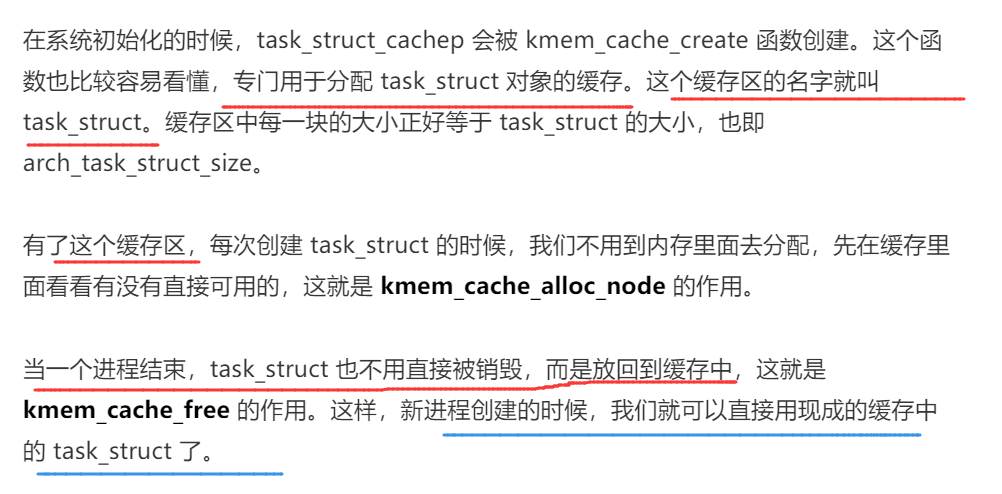 在系统初始化的时候，task_struct_cachep 会被 kmem_cache_create 函数创建。这个函
数也比较容易看懂，专门用于分配 task_struct 对象的缓存。这个缓存区的名字就叫
task_struct。缓存区中每一块的大小正好等于 task_struct 的大小，也即
arch_task_struct_size。
有了这个缓存区，每次创建 task_struct 的时候，我们不用到内存里面去分配，先在缓存里
面看看有没有直接可用的，这就是 kmem_cache_alloc_node 的作用。
当一个进程结束，task_struct 也不用直接被销毁，而是放回到缓存中，这就是
kmem_cache_free 的作用。这样，新进程创建的时候，我们就可以直接用现成的缓存中
的 task_struct 了。